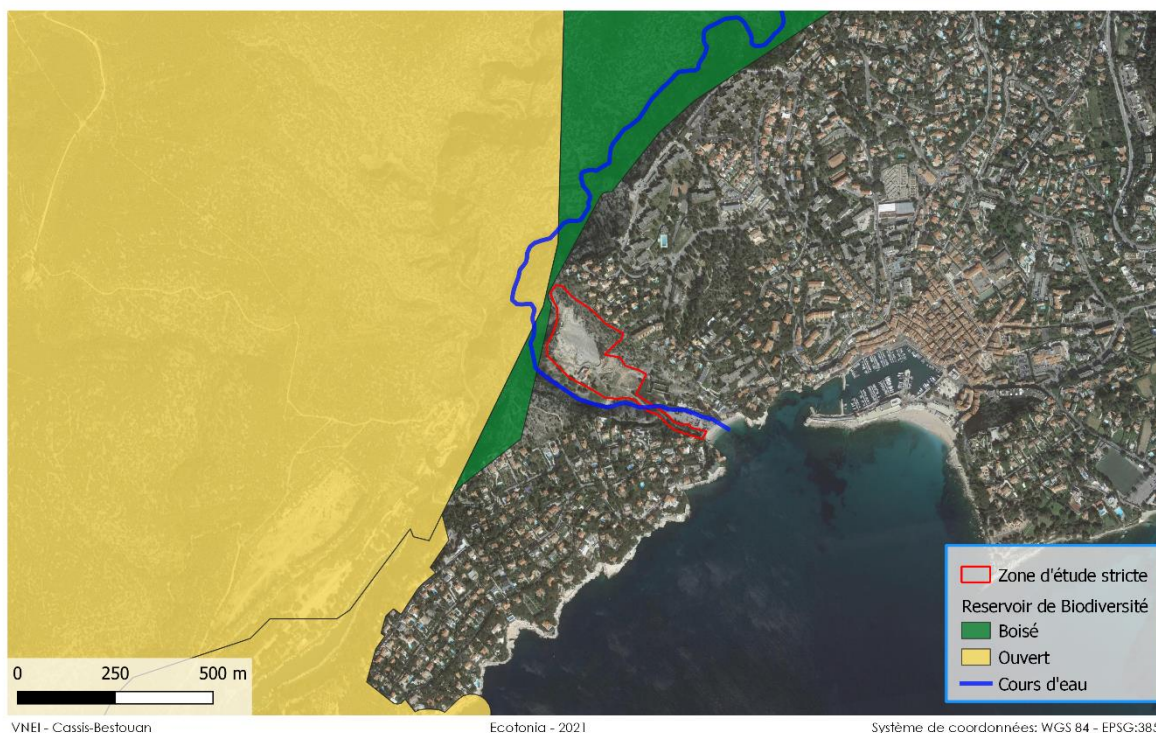 Zone d'étude stricte
Reservoir de Biodiversité
Boisé
Ouvert
Cours d'eau
0 250 500 m
VNEI - Cassis-Bestouan
Ecotonia - 2021
Système de coordonnées: WGS 84 - EPSG:385